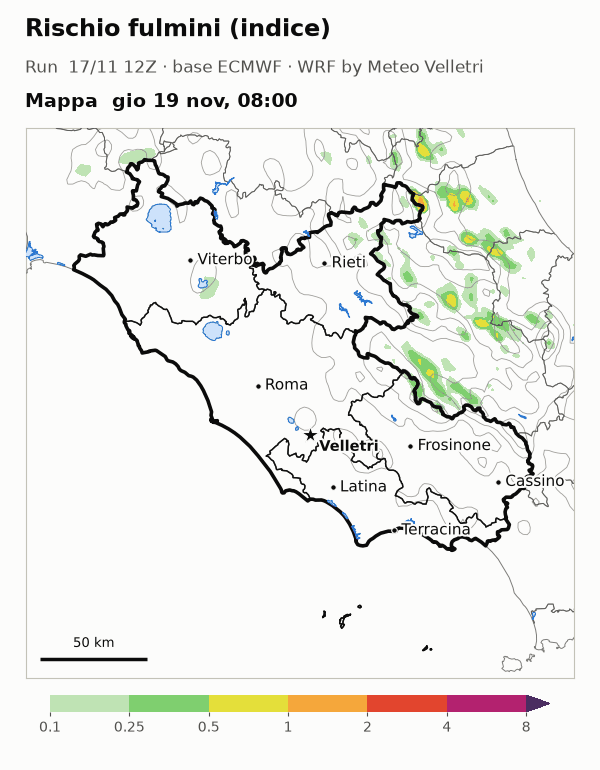 Rischio fulmini (indice)
Run  17/11 12Z · base ECMWF · WRF by Meteo Velletri
Mappa  gio 19 nov, 08:00
Viterbo
Rieti
Roma
Velletri
Frosinone
Latina
Cassino
Terracina
50 km
0.1 0.25 0.5 1 2 4 8